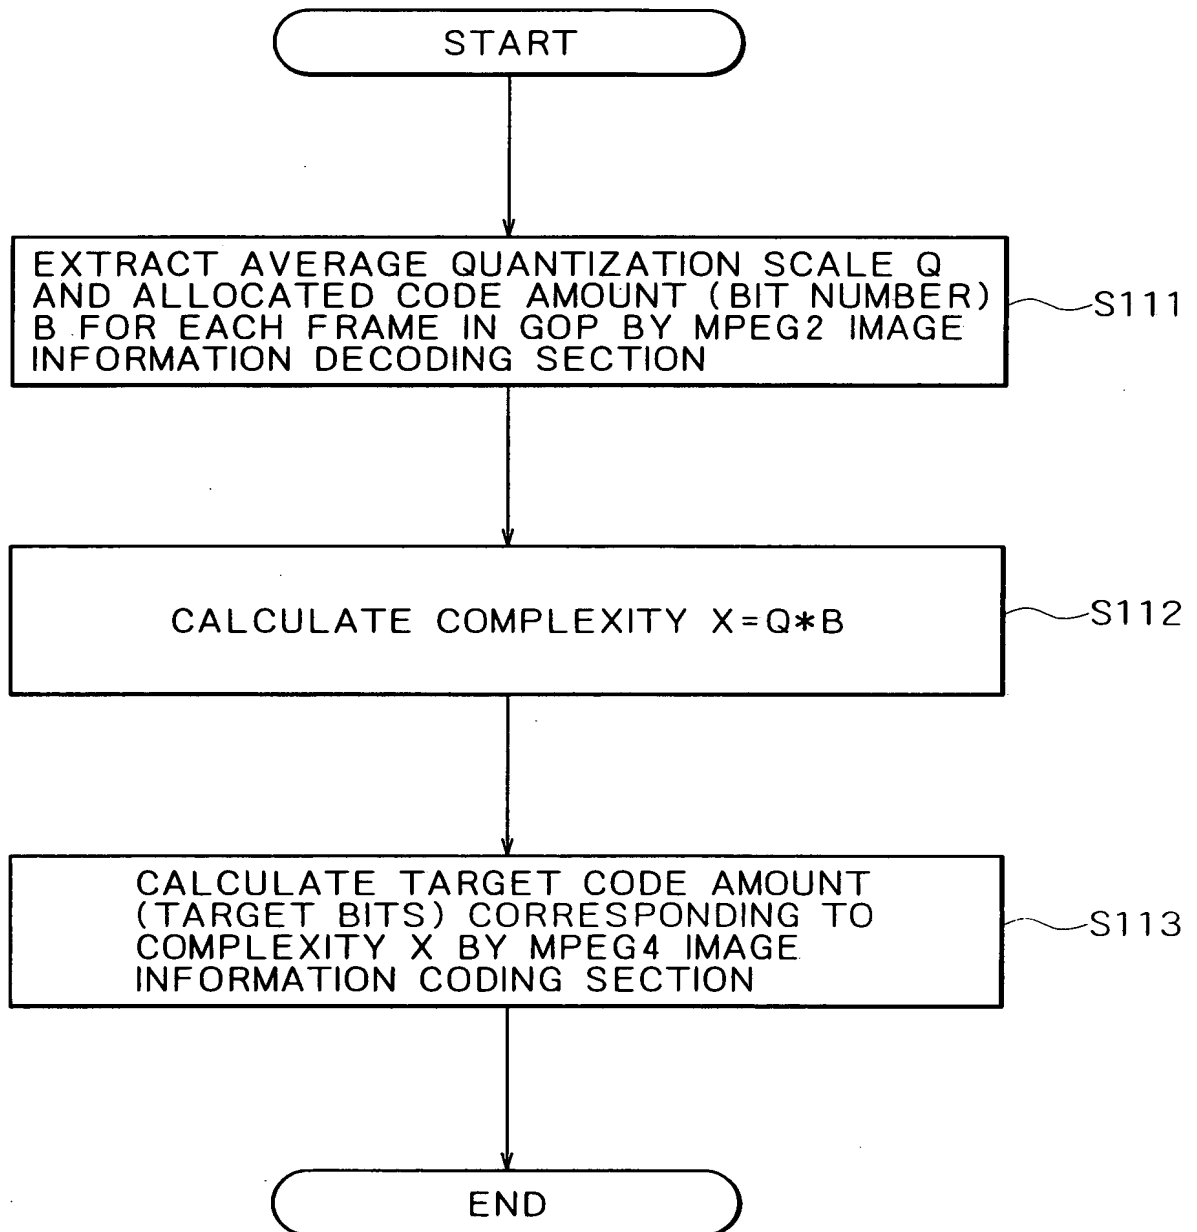 START
EXTRACT AVERAGE QUANTIZATION SCALE Q
AND ALLOCATED CODE AMOUNT (BIT NUMBER)
B FOR EACH FRAME IN GOP BY MPEG2 IMAGE
INFORMATION DECODING SECTION
S111
CALCULATE COMPLEXITY X=Q*B
S112
CALCULATE TARGET CODE AMOUNT
(TARGET BITS) CORRESPONDING TO
COMPLEXITY X BY MPEG4 IMAGE
INFORMATION CODING SECTION
S113
END